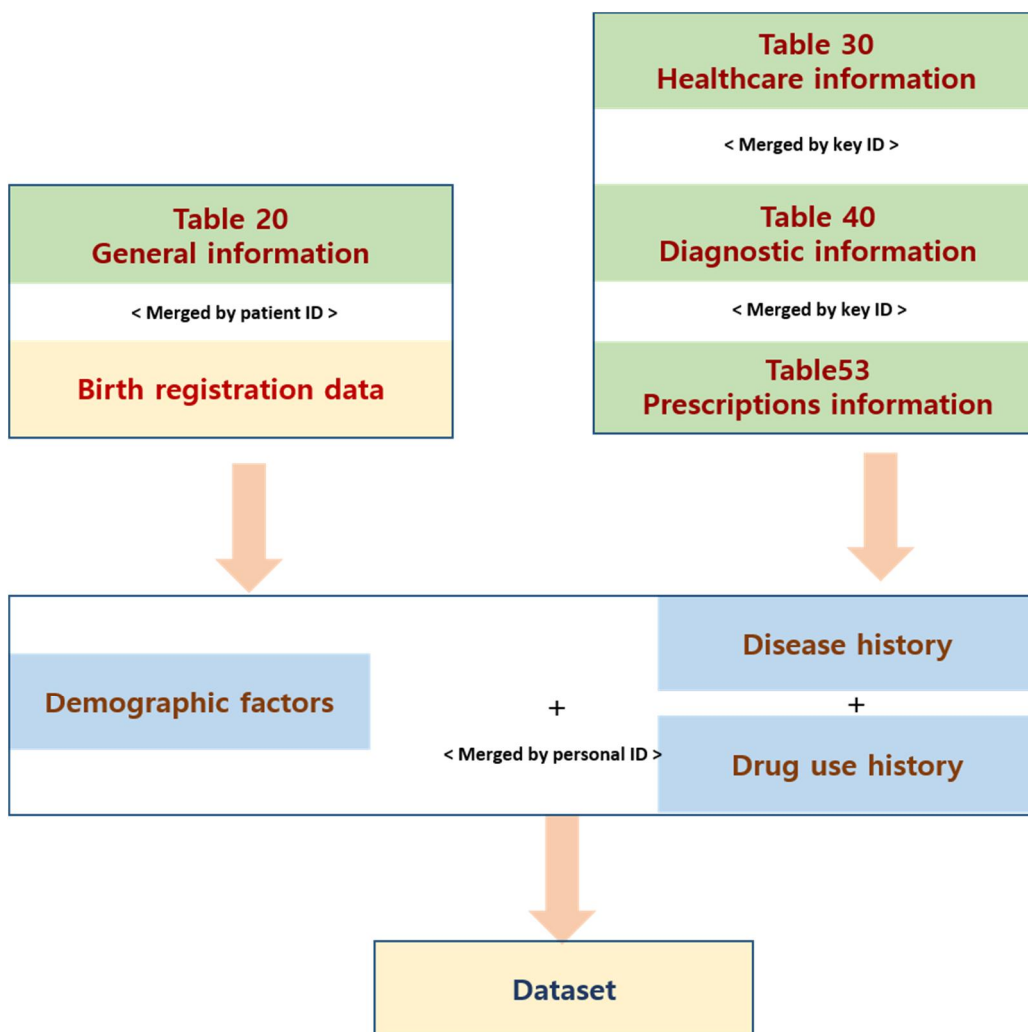 Table 20
General information
< Merged by patient ID >
Birth registration data
Table 30
Healthcare information
< Merged by key ID >
Table 40
Diagnostic information
< Merged by key ID >
Table53
Prescriptions information
Demographic factors
+
< Merged by personal ID >
Disease history
+
Drug use history
Dataset